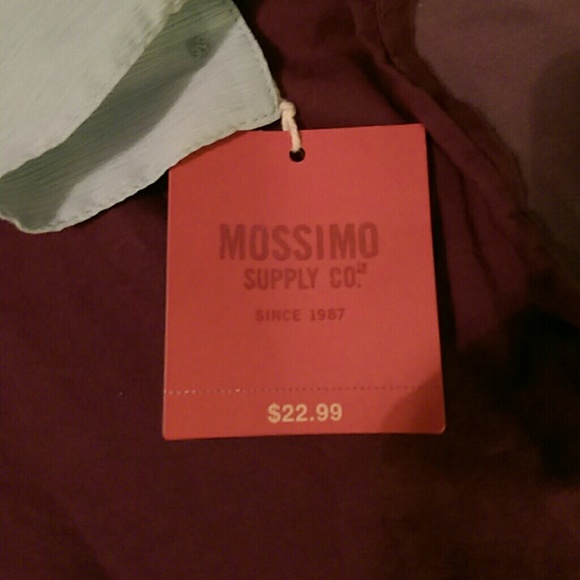 MOSSIMO
SUPPLY CO.
SINCE 1987
$22.99